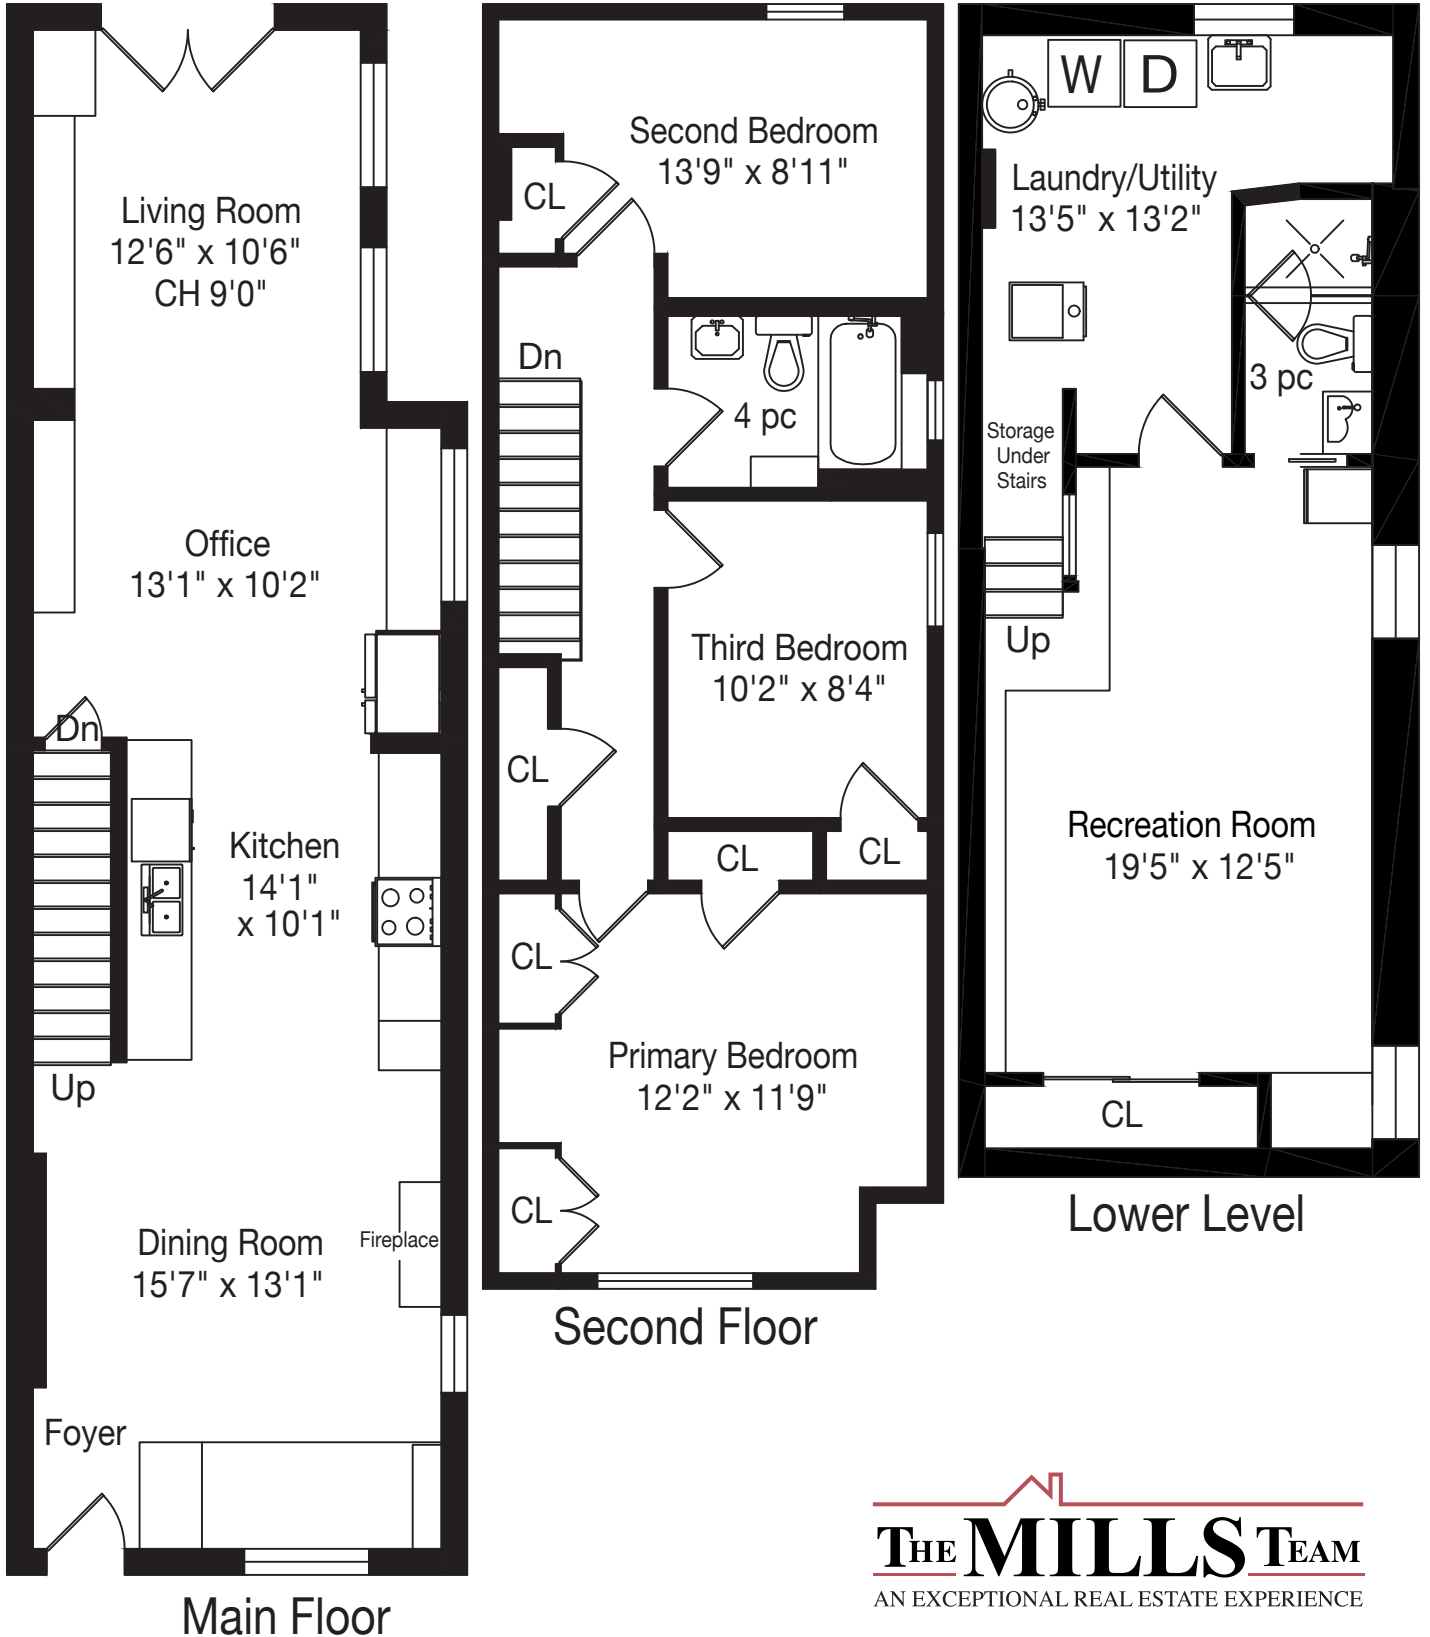 Living Room
12'6" x 10'6"
CH 9'0"
Office
13'1" x 10'2"
Dn
Kitchen
14'1"
x 10'1"
Up
Dining Room
15'7" x 13'1"
Fireplace
Foyer
Main Floor
Second Bedroom
13'9" x 8'11"
CL
Dn
4 pc
Third Bedroom
10'2" x 8'4"
CL
CL
CL
CL
Primary Bedroom
12'2" x 11'9"
CL
Second Floor
W D
Laundry/Utility
13'5" x 13'2"
3 pc
Storage
Under
Stairs
Up
Recreation Room
19'5" x 12'5"
CL
Lower Level
THE MILLS TEAM
AN EXCEPTIONAL REAL ESTATE EXPERIENCE